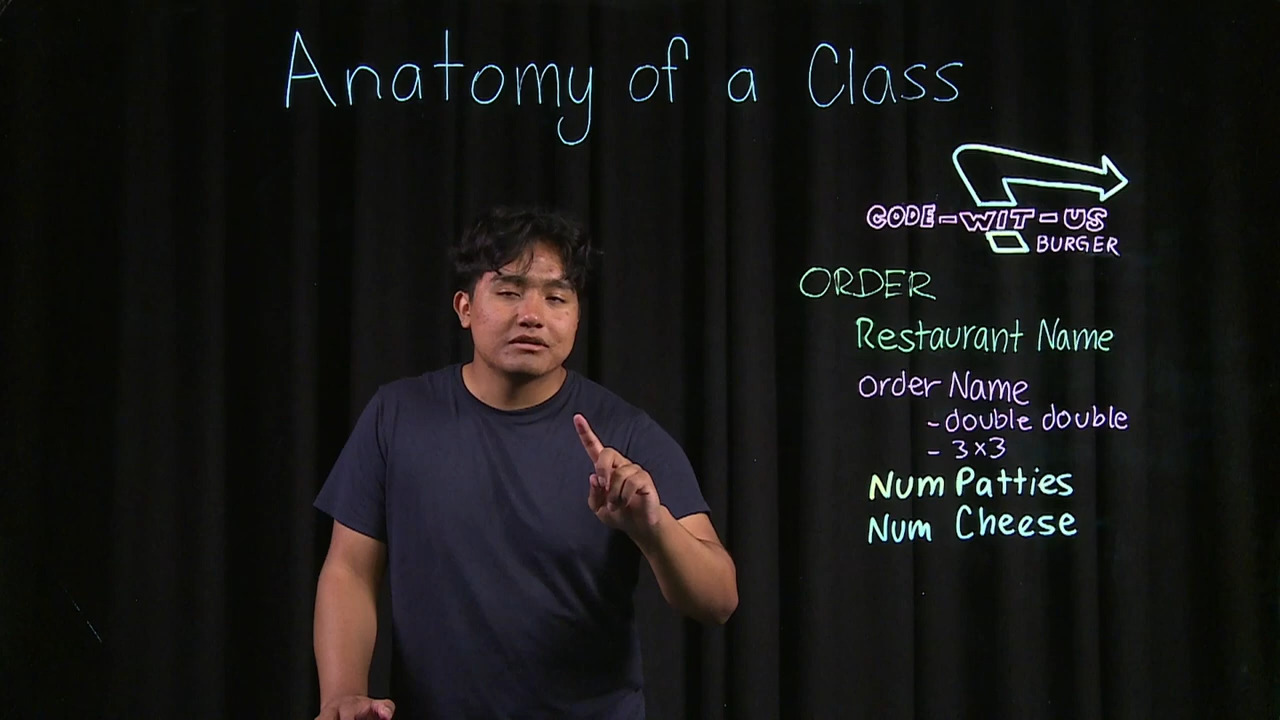 Anatomy of a Class
CODE-WIT-US
BURGER
ORDER
Restaurant Name
Order Name
- double double
- 3x3
Num Patties
Num Cheese